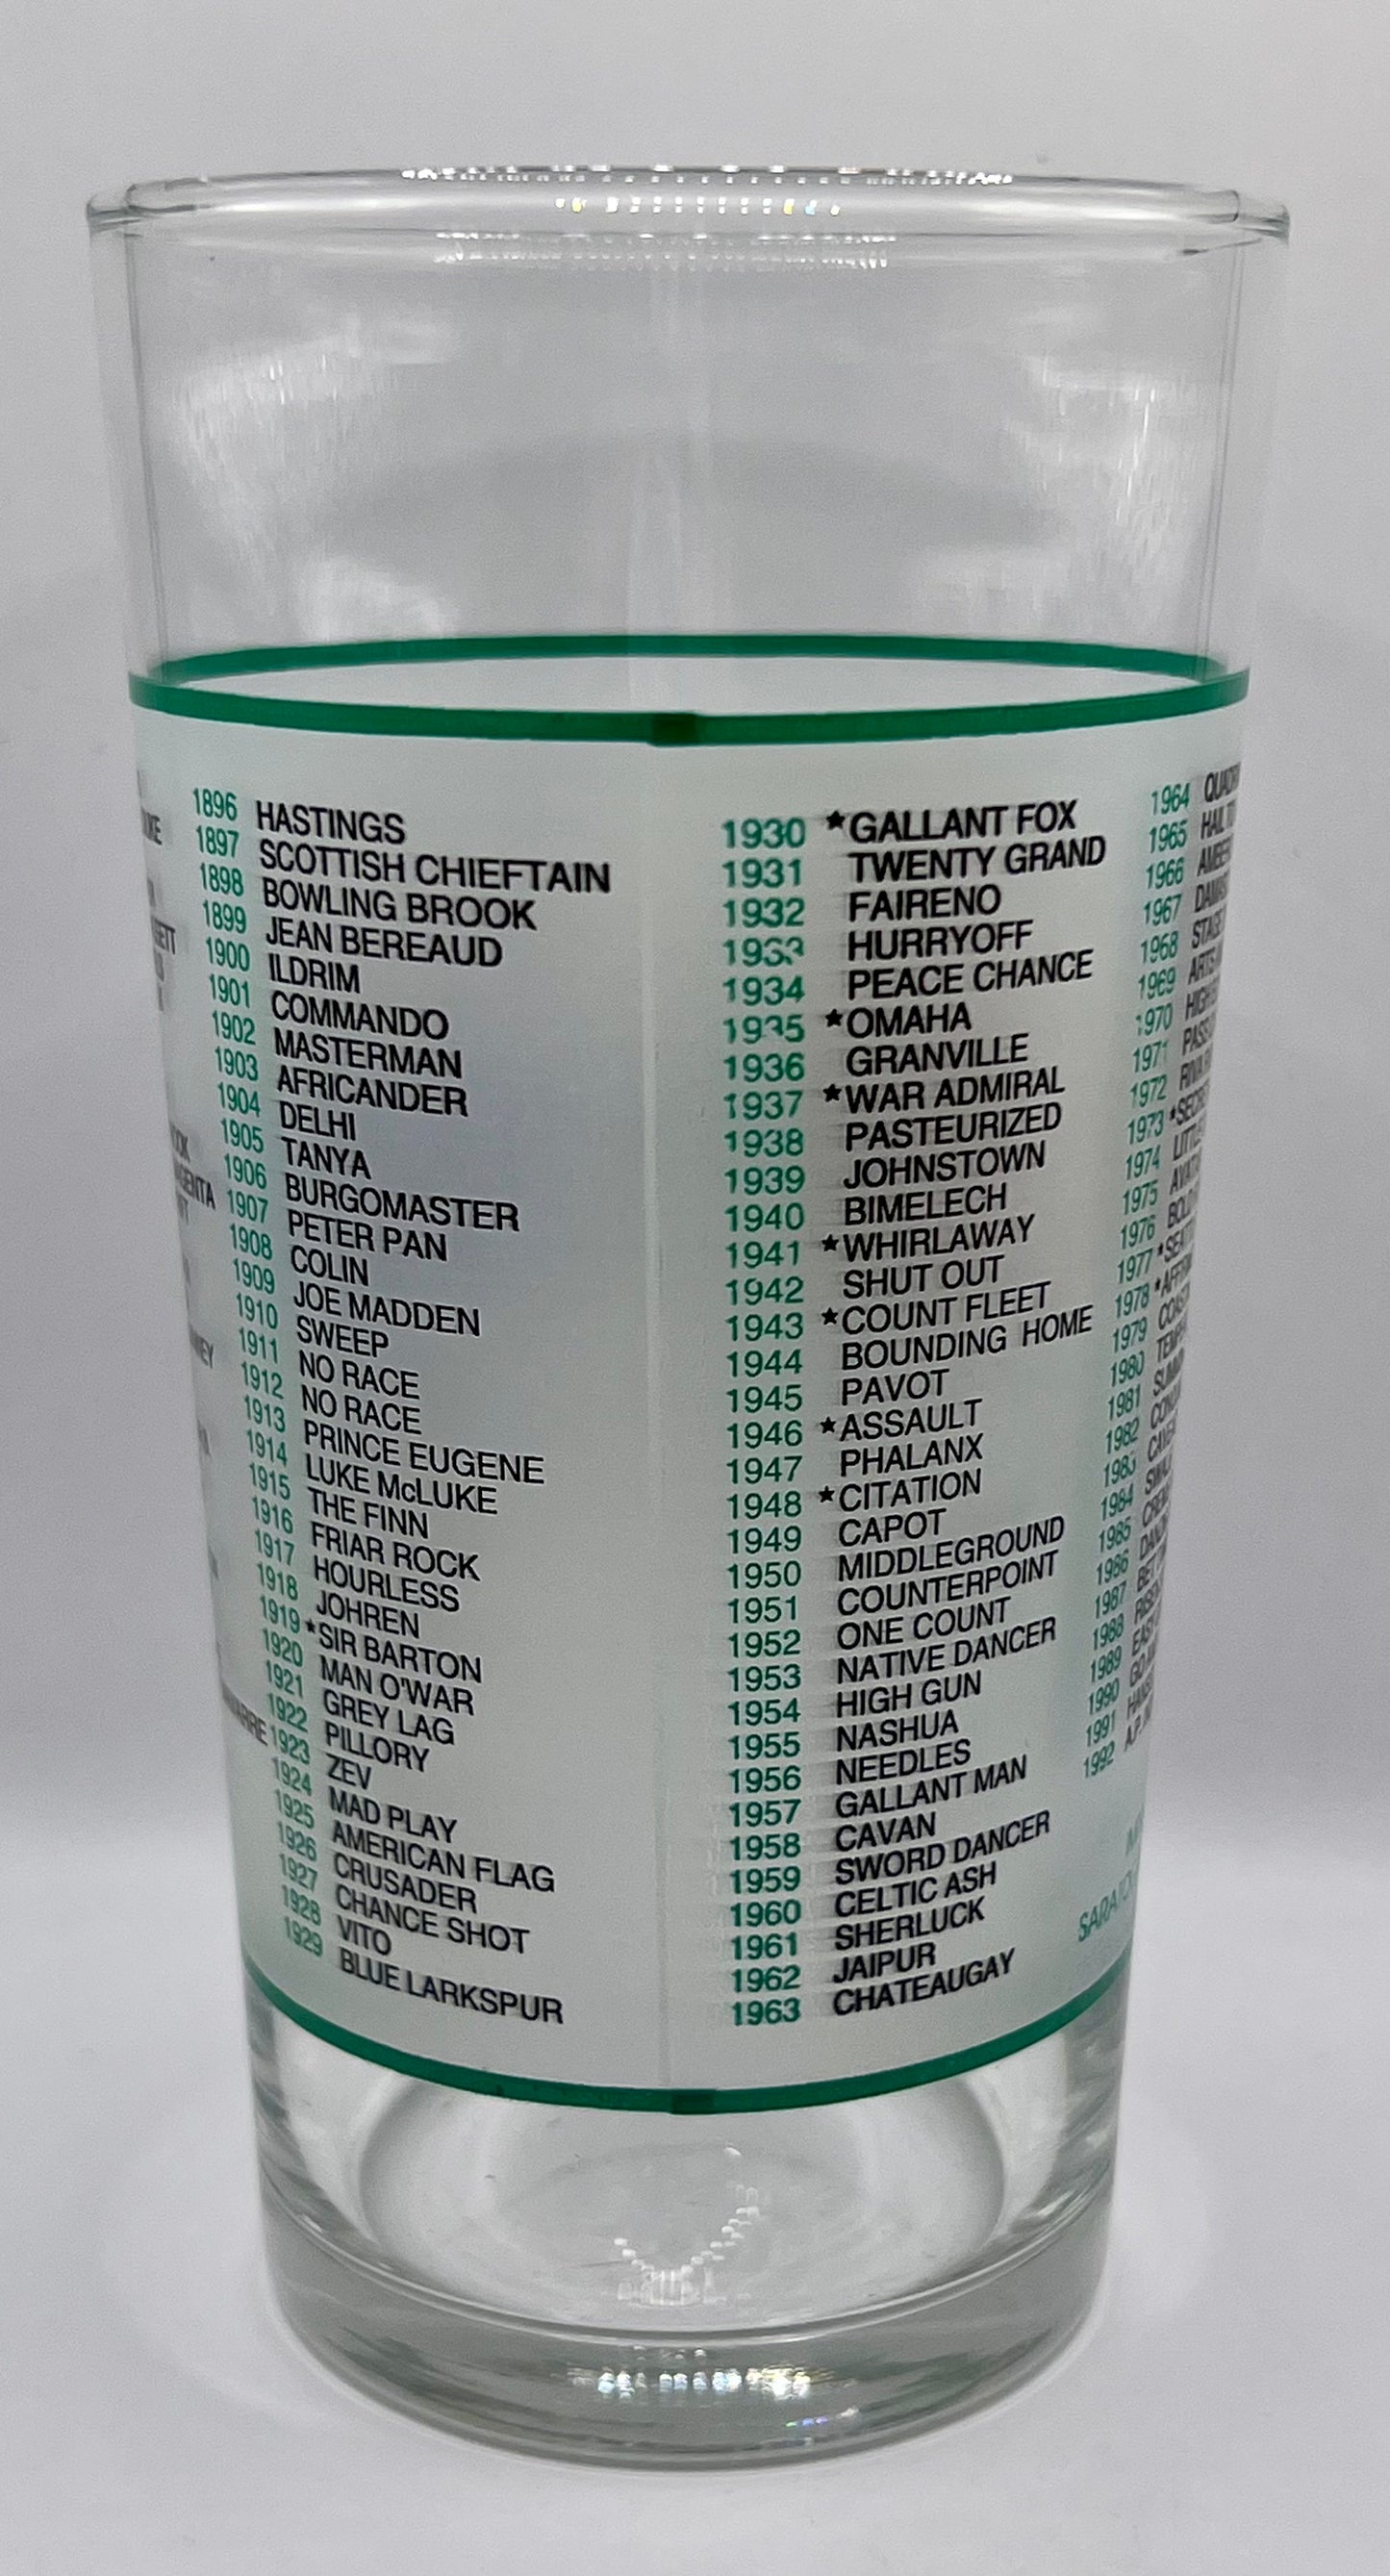 GETT
AGENTA
NEY
1896 HASTINGS
1897 SCOTTISH CHIEFTAIN
1898 BOWLING BROOK
1899 JEAN BEREAUD
1900 ILDRIM
1901 COMMANDO
1902 MASTERMAN
1903 AFRICANDER
1904 DELHI
1905 TANYA
1906 BURGOMASTER
1907 PETER PAN
1908 COLIN
1909 JOE MADDEN
1910 SWEEP
1911 NO RACE
1912 NO RACE
1913 PRINCE EUGENE
1914 LUKE McLUKE
1915 THE FINN
1916 FRIAR ROCK
1917 HOURLESS
1918 JOHREN
1919 ★SIR BARTON
1920 MAN O'WAR
1921 GREY LAG
1922 PILLORY
1923 ZEV
1924 MAD PLAY
1925 AMERICAN FLAG
1926 CRUSADER
1927 CHANCE SHOT
1928 VITO
1929 BLUE LARKSPUR
1930 ★GALLANT FOX
1931 TWENTY GRAND
1932 FAIRENO
1933 HURRYOFF
1934 PEACE CHANCE
1935 ★OMAHA
1936 GRANVILLE
1937 ★WAR ADMIRAL
1938 PASTEURIZED
1939 JOHNSTOWN
1940 BIMELECH
1941 ★WHIRLAWAY
1942 SHUT OUT
1943 ★COUNT FLEET
1944 BOUNDING HOME
1945 PAVOT
1946 ★ASSAULT
1947 PHALANX
1948 ★CITATION
1949 CAPOT
1950 MIDDLEGROUND
1951 COUNTERPOINT
1952 ONE COUNT
1953 NATIVE DANCER
1954 HIGH GUN
1955 NASHUA
1956 NEEDLES
1957 GALLANT MAN
1958 CAVAN
1959 SWORD DANCER
1960 CELTIC ASH
1961 SHERLUCK
1962 JAIPUR
1963 CHATEAUGAY
1964
1965 HAIL
1966
1967
1968 STAGE
1969 ARTS
1970 HIGH
1971 PASS
1972 RIVA
1973
1974
1975
1976 BOLD
1977
1978
1979
1980
1981
1982
1983
1984
1985
1986
1987
1988
1989
1990
1991
1992